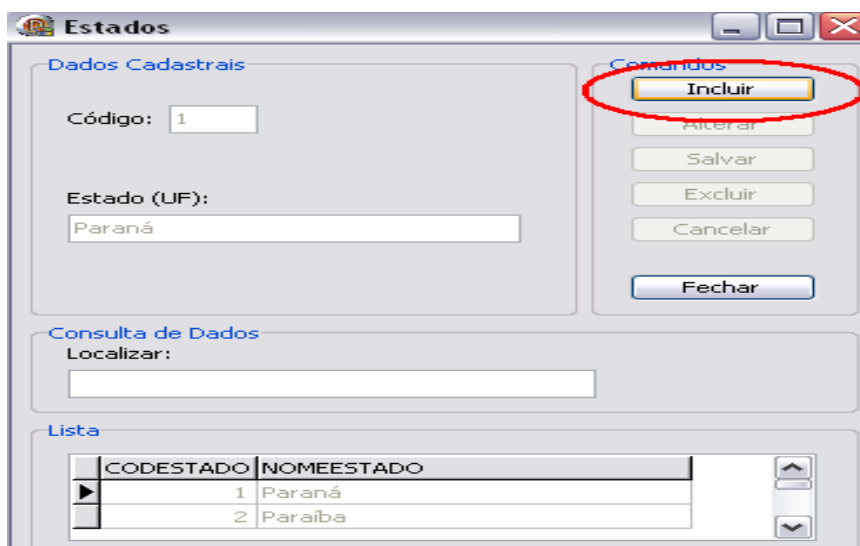 Estados
Dados Cadastrais
Código: 1
Estado (UF):
Paraná
Comandos
Incluir
Alterar
Salvar
Excluir
Cancelar
Fechar
Consulta de Dados
Localizar:
Lista
CODESTADO NOMEESTADO
1 Paraná
2 Paraíba